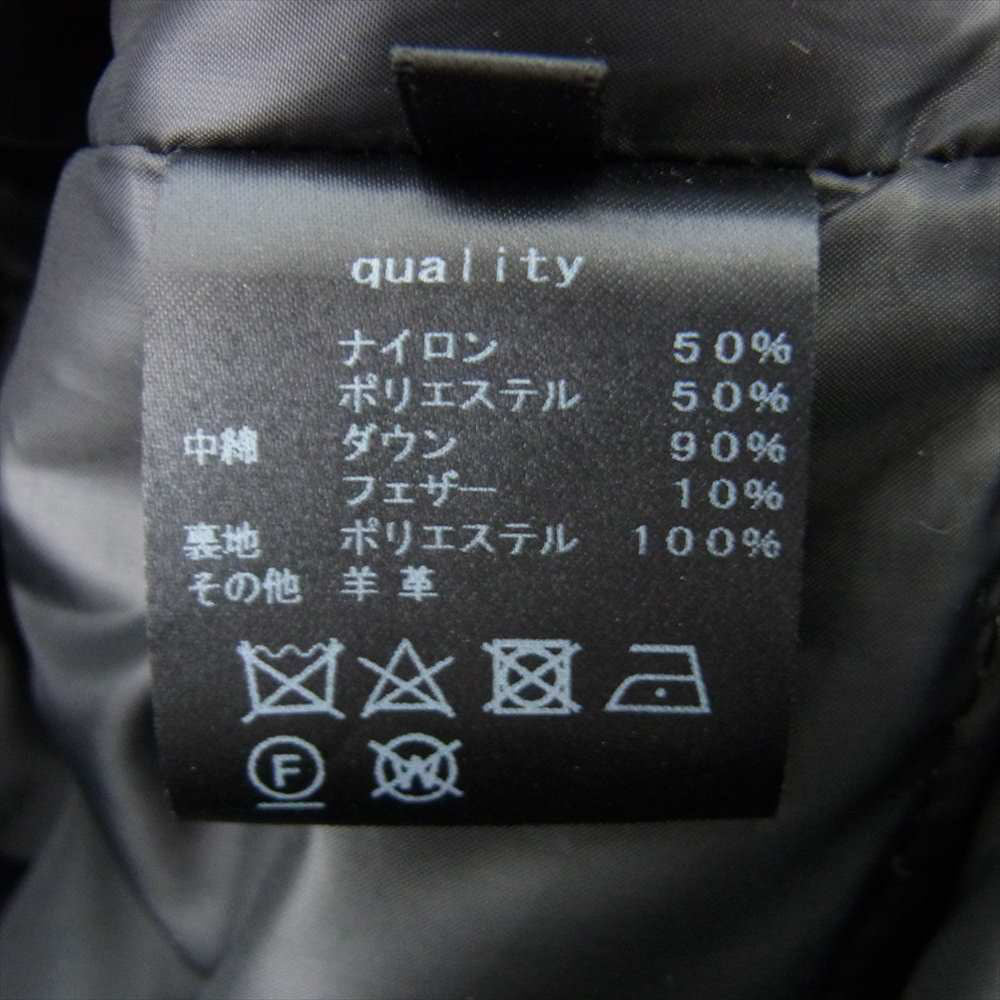 quality
ナイロン 50%
ポリエステル 50%
中綿 ダウン 90%
フェザー 10%
裏地 ポリエステル 100%
その他 羊革
F W